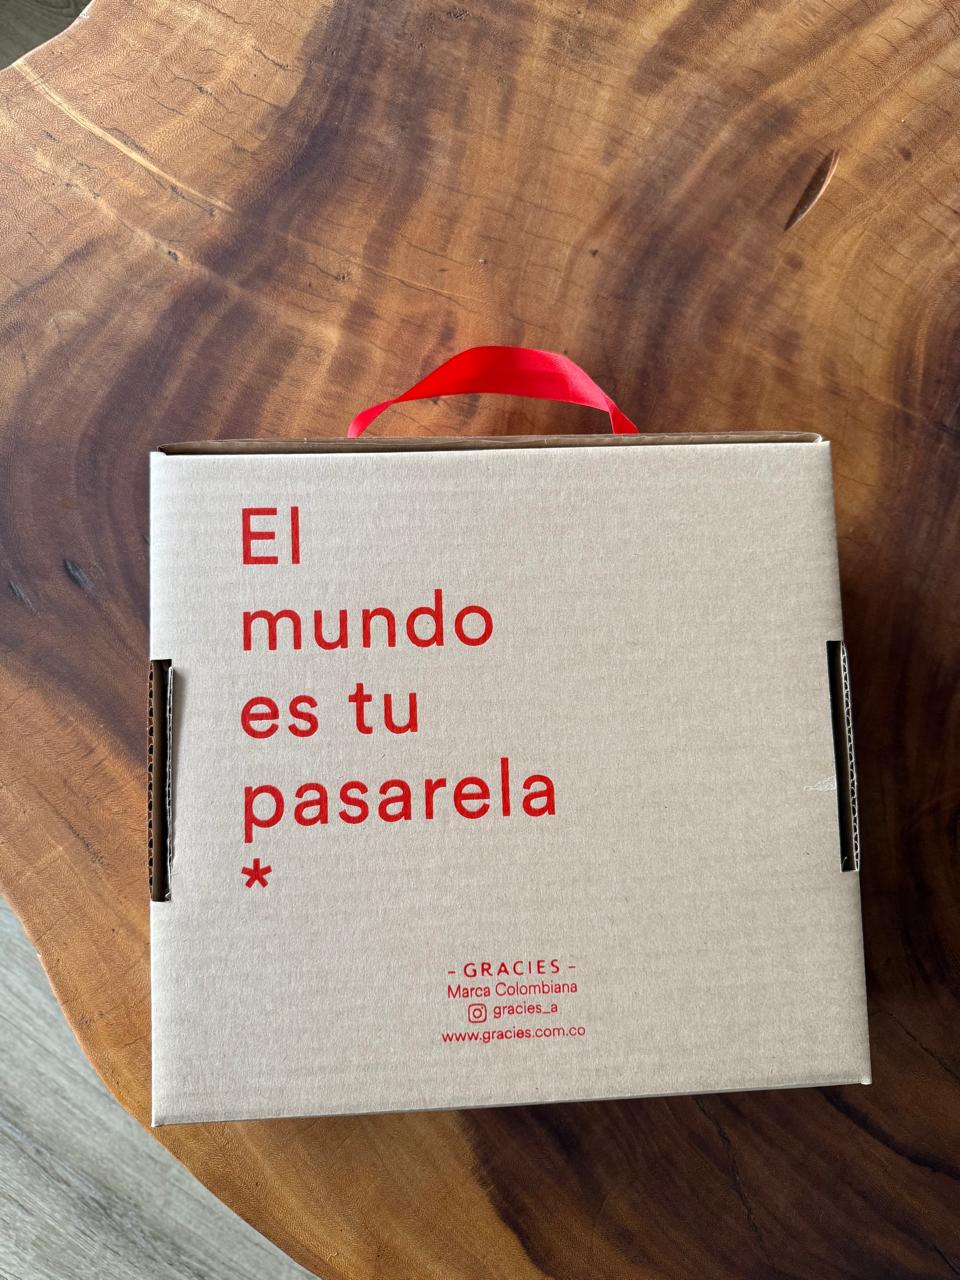 El
mundo
es tu
pasarela
*
- GRACIES -
Marca Colombiana
gracies_a
www.gracies.com.co